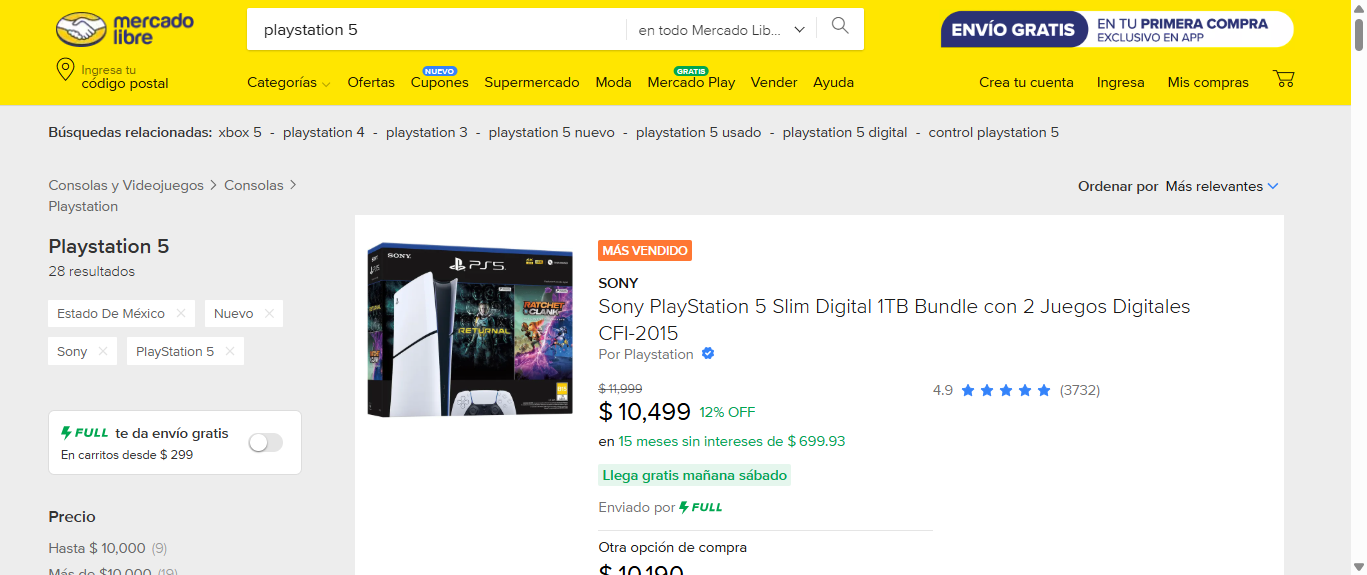 mercado
libre
playstation 5
en todo Mercado Lib...
ENVÍO GRATIS
EN TU PRIMERA COMPRA
EXCLUSIVO EN APP
Ingresa tu
código postal
NUEVO
GRATIS
Categorías Ofertas Cupones Supermercado Moda Mercado Play Vender Ayuda
Crea tu cuenta Ingresa Mis compras
Búsquedas relacionadas: xbox 5 - playstation 4 - playstation 3 - playstation 5 nuevo - playstation 5 usado - playstation 5 digital - control playstation 5
Consolas y Videojuegos > Consolas >
Playstation
Ordenar por Más relevantes
Playstation 5
28 resultados
Estado De México ×
Nuevo ×
Sony ×
PlayStation 5 ×
FULL te da envío gratis
En carritos desde $ 299
Precio
Hasta $ 10,000 (9)
Más de $10,000 (19)
SONY
PS5
RETURNAL
RATCHET
CLANK
MÁS VENDIDO
SONY
Sony PlayStation 5 Slim Digital 1TB Bundle con 2 Juegos Digitales
CFI-2015
Por Playstation
$ 11,999
$ 10,499 12% OFF
4.9 (3732)
en 15 meses sin intereses de $ 699.93
Llega gratis mañana sábado
Enviado por FULL
Otra opción de compra
$ 10,190